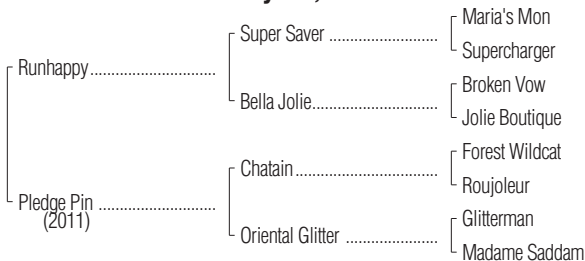 Maria's Mon
Super Saver ..............................
Supercharger
Runhappy...................................
Broken Vow
Bella Jolie...................................
Jolie Boutique
Forest Wildcat
Chatain.......................................
Roujoleur
Pledge Pin .................................
(2011)
Glitterman
Oriental Glitter .........................
Madame Saddam